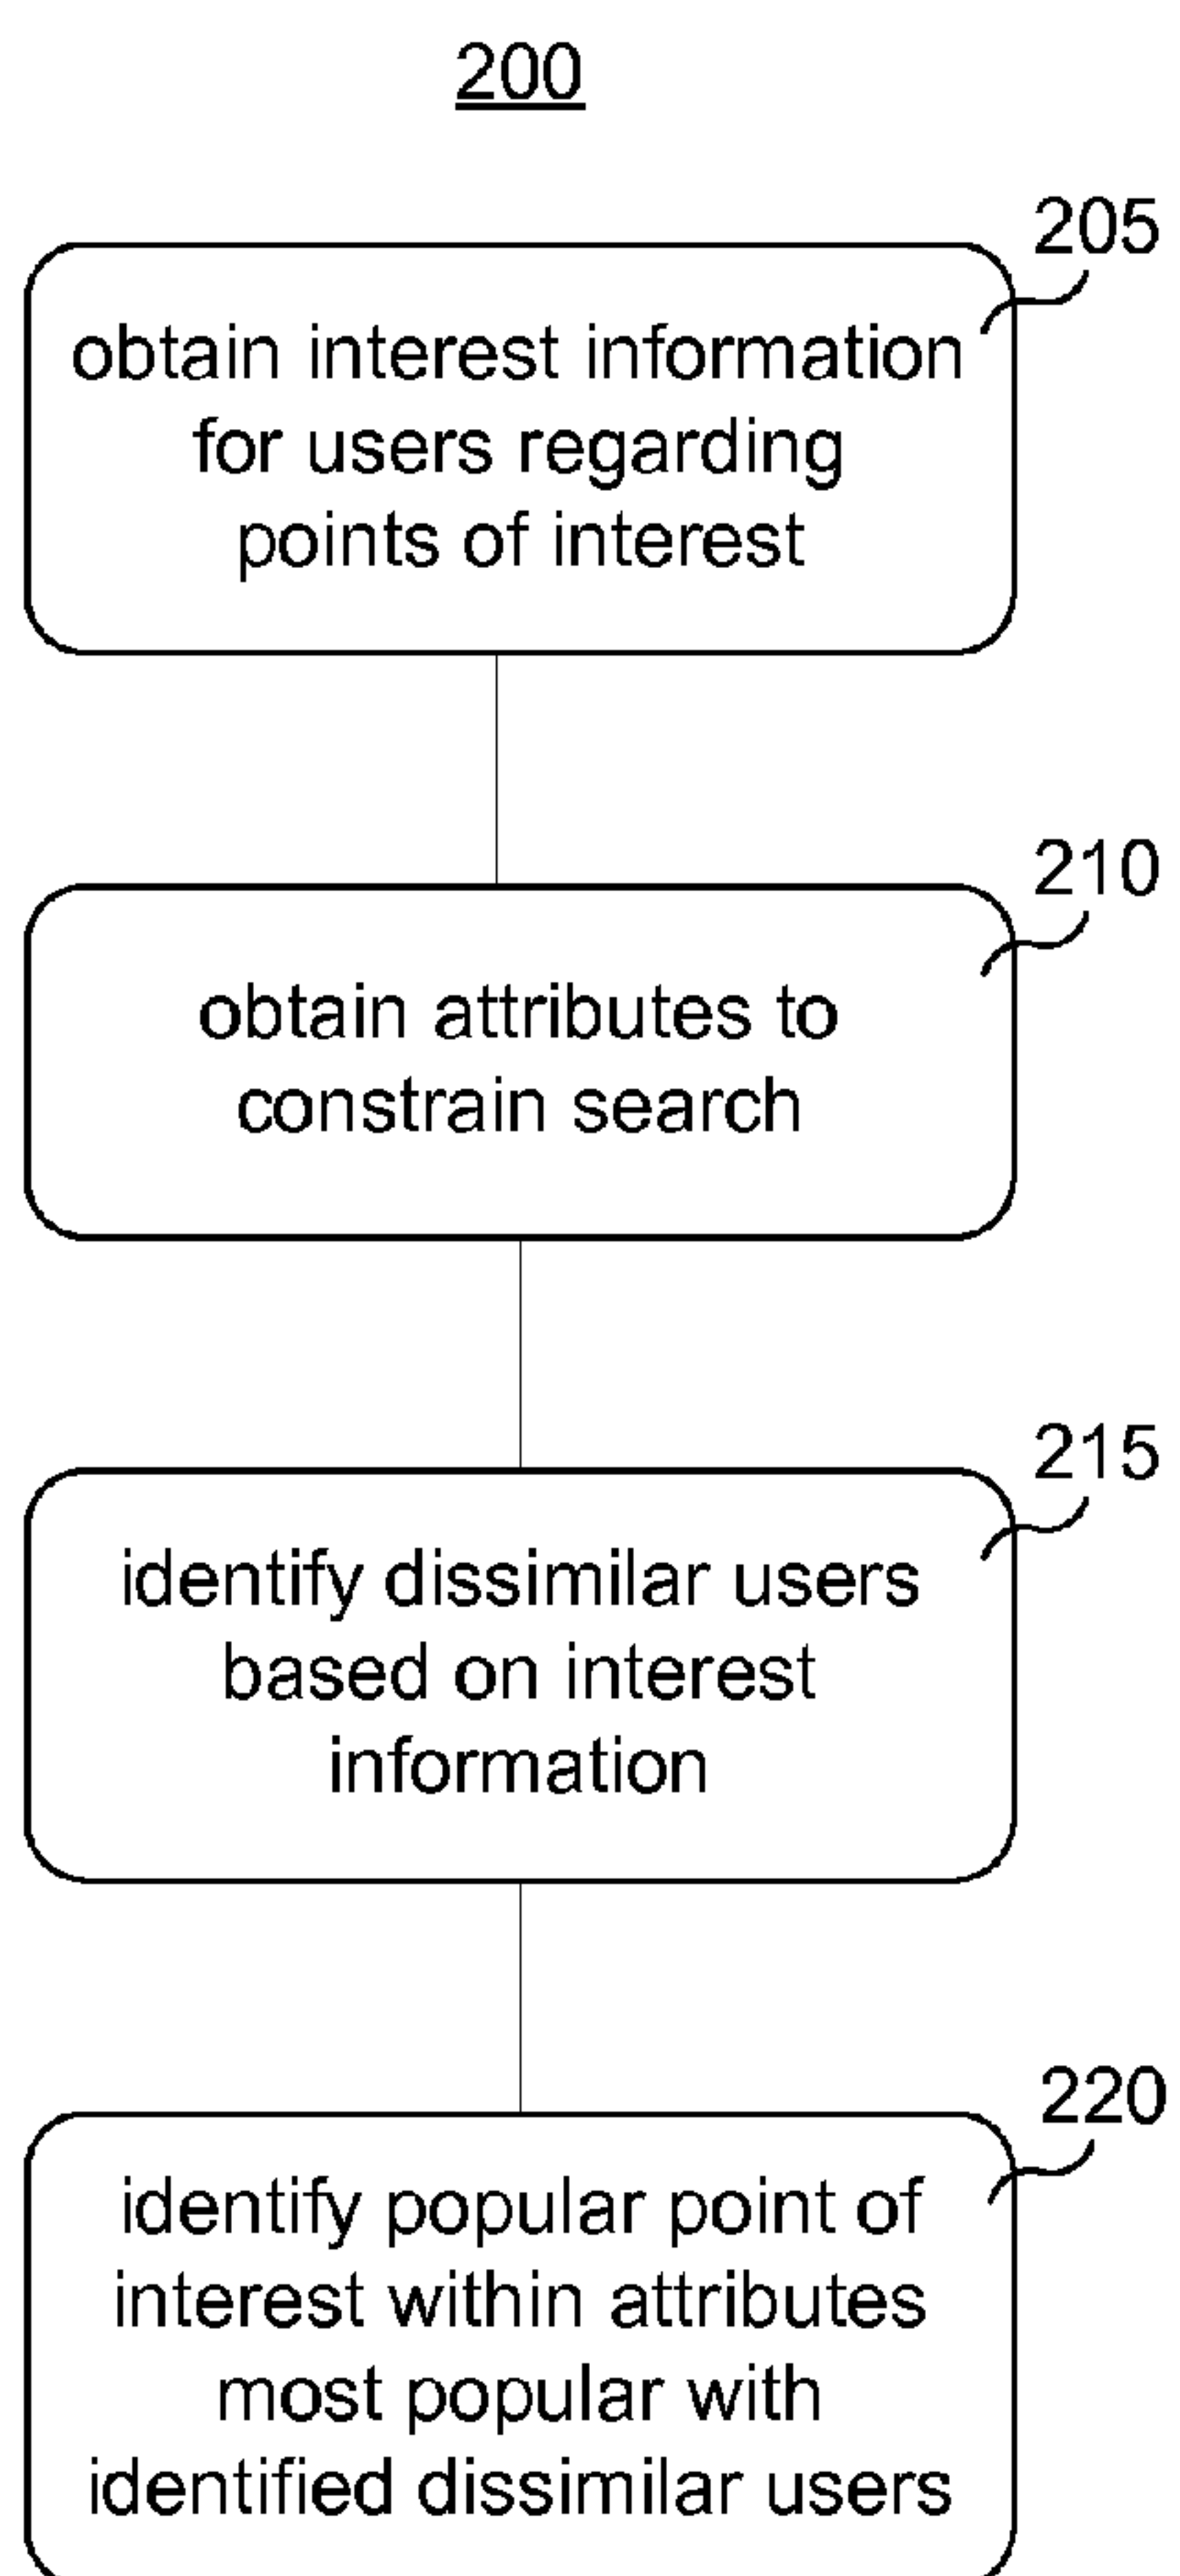 200
205
obtain interest information
for users regarding
points of interest
210
obtain attributes to
constrain search
215
identify dissimilar users
based on interest
information
220
identify popular point of
interest within attributes
most popular with
identified dissimilar users